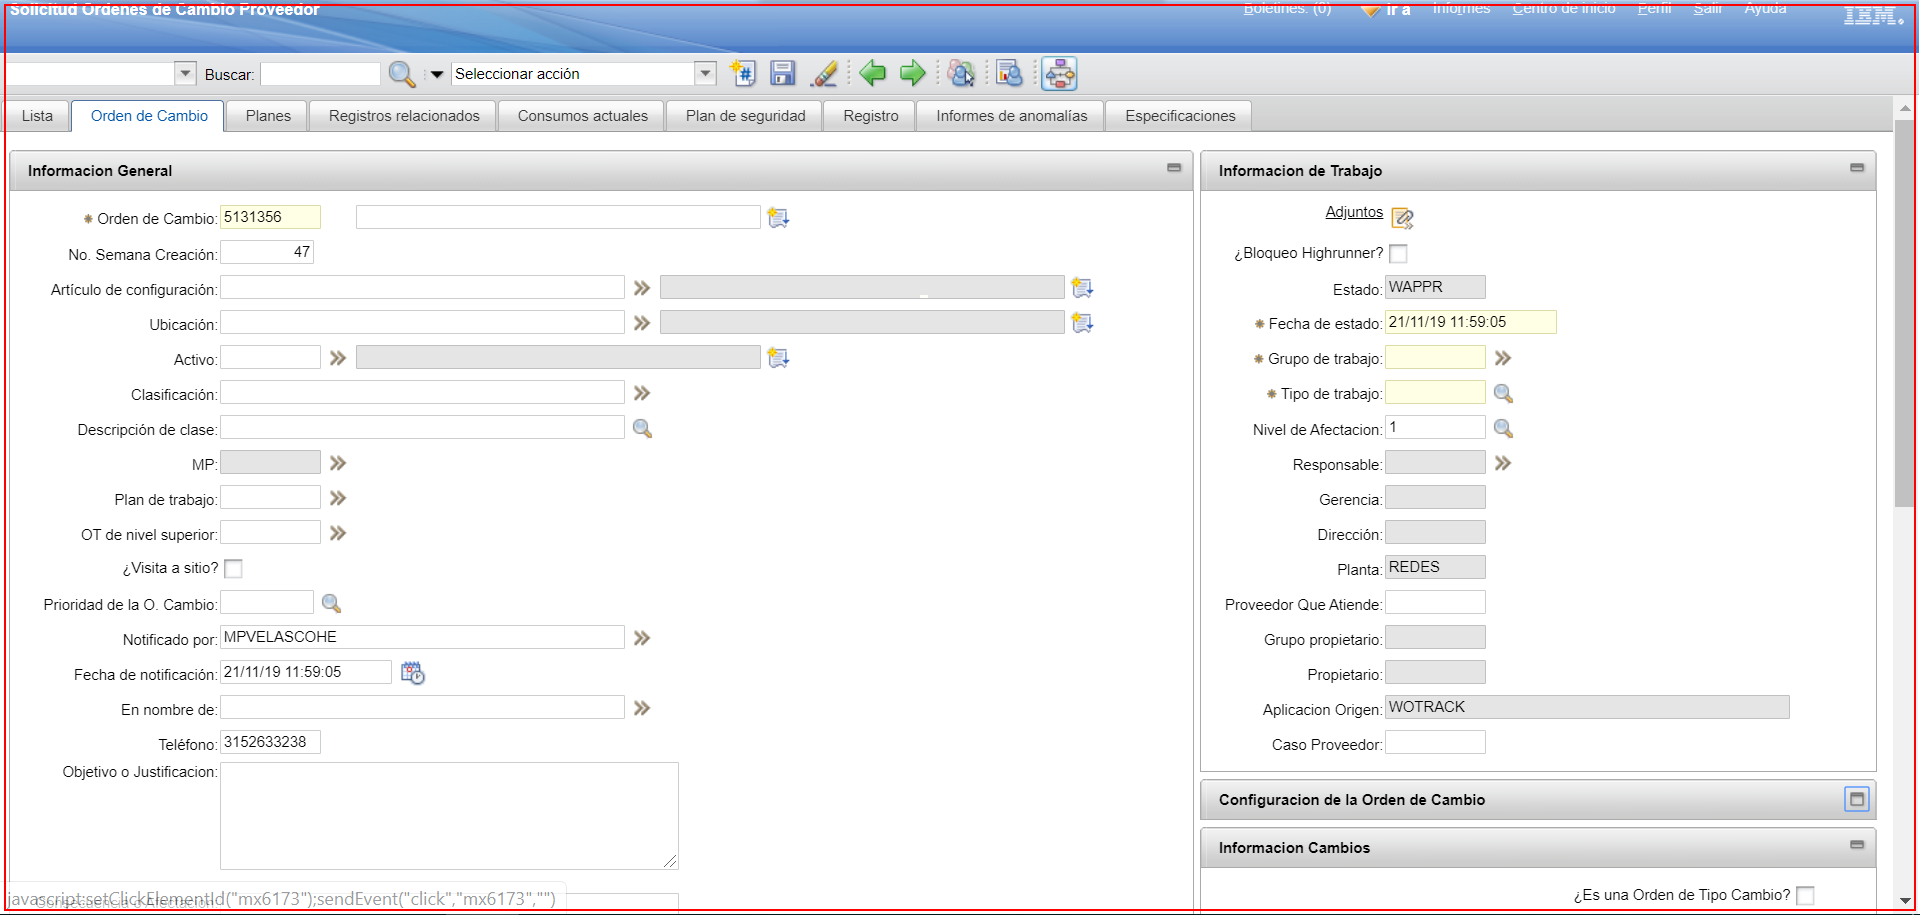 Solicitud Ordenes de Cambio Proveedor
Boletines: (0) Ir a Informes Centro de Inicio Perfil Salir Ayuda IBM.
Buscar: Seleccionar acción
Lista Orden de Cambio Planes Registros relacionados Consumos actuales Plan de seguridad Registro Informes de anomalías Especificaciones
Informacion General
Orden de Cambio: 5131356
No. Semana Creación: 47
Artículo de configuración:
Ubicación:
Activo:
Clasificación:
Descripción de clase:
MP:
Plan de trabajo:
OT de nivel superior:
¿Visita a sitio?
Prioridad de la O. Cambio:
Notificado por: MPVELASCOHE
Fecha de notificación: 21/11/19 11:59:05
En nombre de:
Teléfono: 3152633238
Objetivo o Justificacion:
Consecuencia d Afectacion
javascript:setClickElementId("mx6173");sendEvent("click","mx6173","")
Informacion de Trabajo
Adjuntos
¿Bloqueo Highrunner?
Estado: WAPPR
Fecha de estado: 21/11/19 11:59:05
Grupo de trabajo:
Tipo de trabajo:
Nivel de Afectacion: 1
Responsable:
Gerencia:
Dirección:
Planta: REDES
Proveedor Que Atiende:
Grupo propietario:
Propietario:
Aplicacion Origen: WOTRACK
Caso Proveedor:
Configuracion de la Orden de Cambio
Informacion Cambios
¿Es una Orden de Tipo Cambio?